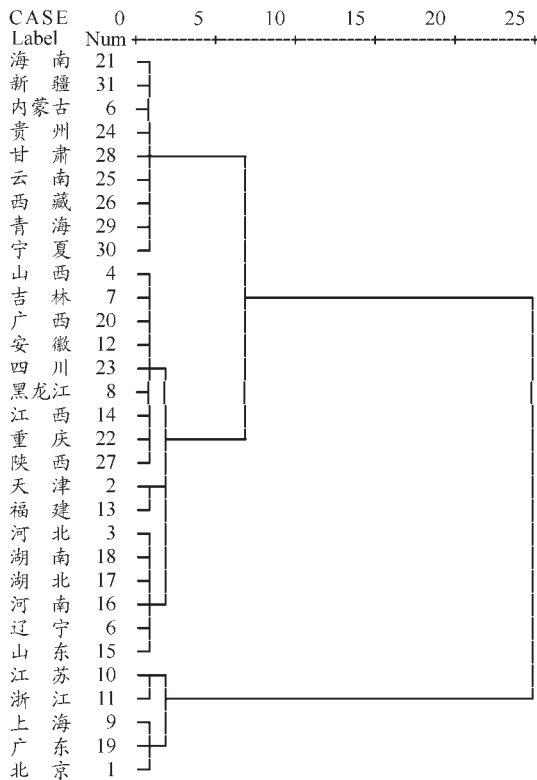 CASE 0 5 10 15 20 25
Label Num
海南 21
新疆 31
内蒙古 6
贵州 24
甘肃 28
云南 25
西藏 26
青海 29
宁夏 30
山西 4
吉林 7
广西 20
安徽 12
四川 23
黑龙江 8
江西 14
重庆 22
陕西 27
天津 2
福建 13
河北 3
湖南 18
湖北 17
河南 16
辽宁 6
山东 15
江苏 10
浙江 11
上海 9
广东 19
北京 1